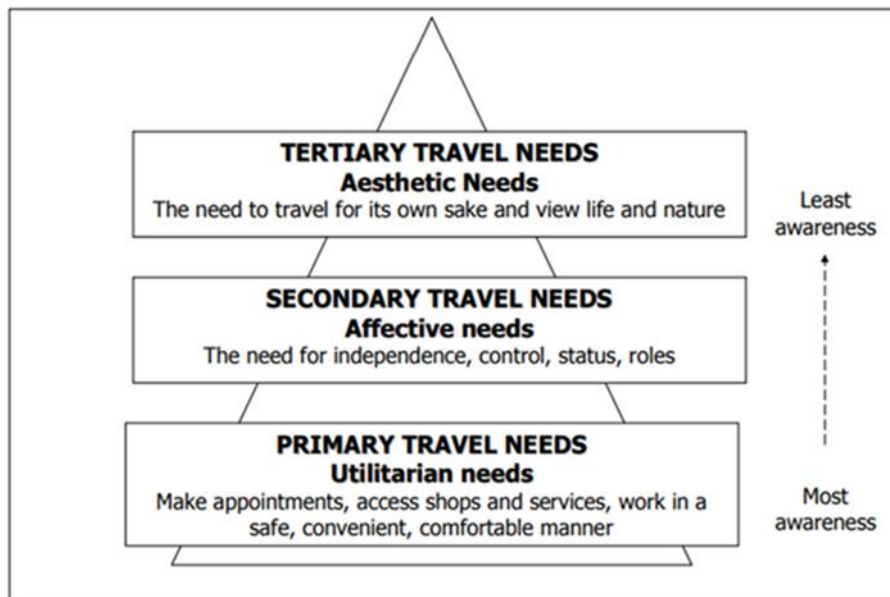 TERTIARY TRAVEL NEEDS
Aesthetic Needs
The need to travel for its own sake and view life and nature
Least
awareness
SECONDARY TRAVEL NEEDS
Affective needs
The need for independence, control, status, roles
PRIMARY TRAVEL NEEDS
Utilitarian needs
Make appointments, access shops and services, work in a
safe, convenient, comfortable manner
Most
awareness